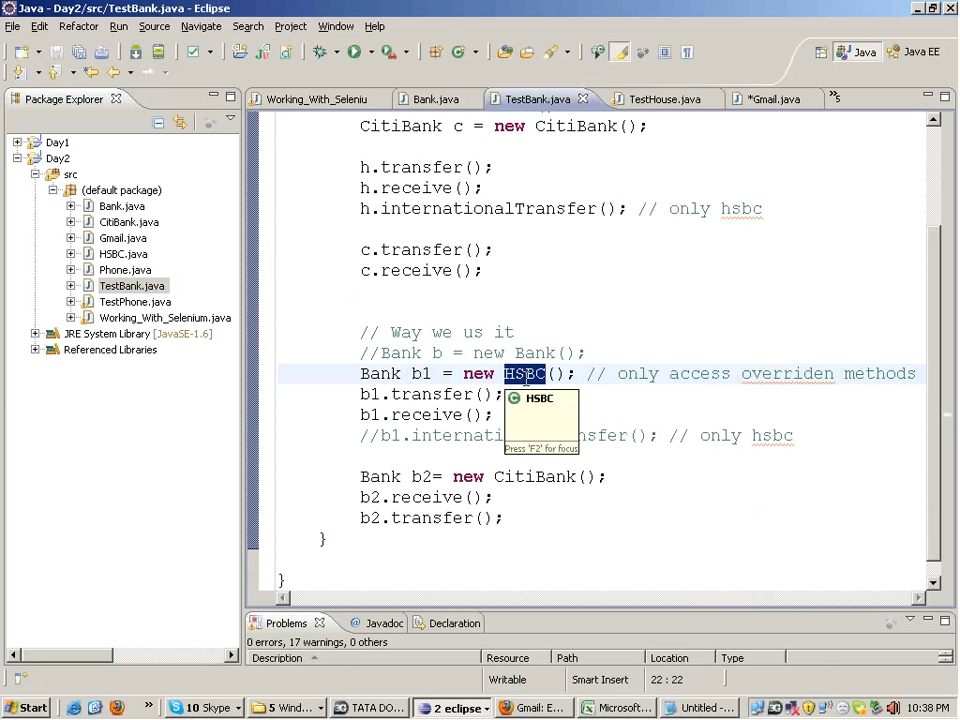 Java - Day2/src/TestBank.java - Eclipse
File Edit Refactor Run Source Search Navigate Project Window Help
Java Java EE
Package Explorer
Working_With_Seleniu Bank.java TestBank.java TestHouse.java *Gmail.java »5
Day1
Day2
src
(default package)
Bank.java
CitiBank.java
Gmail.java
HSBC.java
Phone.java
TestBank.java
TestPhone.java
Working_With_Selenium.java
JRE System Library [JavaSE-1.6]
Referenced Libraries
CitiBank c = new CitiBank();
h.transfer();
h.receive();
h.internationalTransfer(); // only hsbc
c.transfer();
c.receive();
// Way we us it
//Bank b = new Bank();
Bank b1 = new HSBC(); // only access overriden methods
b1.transfer();
b1.receive();
//b1.internati nsfer(); // only hsbc
HSBC
Press 'F2' for focus
Bank b2= new CitiBank();
b2.receive();
b2.transfer();
}
}
Problems Javadoc Declaration
0 errors, 17 warnings, 0 others
Description Resource Path Location Type
Writable Smart Insert 22 : 22
Start » 10 Skype 5 Wind... TATA DO... 2 eclipse Gmail: E... Microsoft... Untitled - ... 10:38 PM